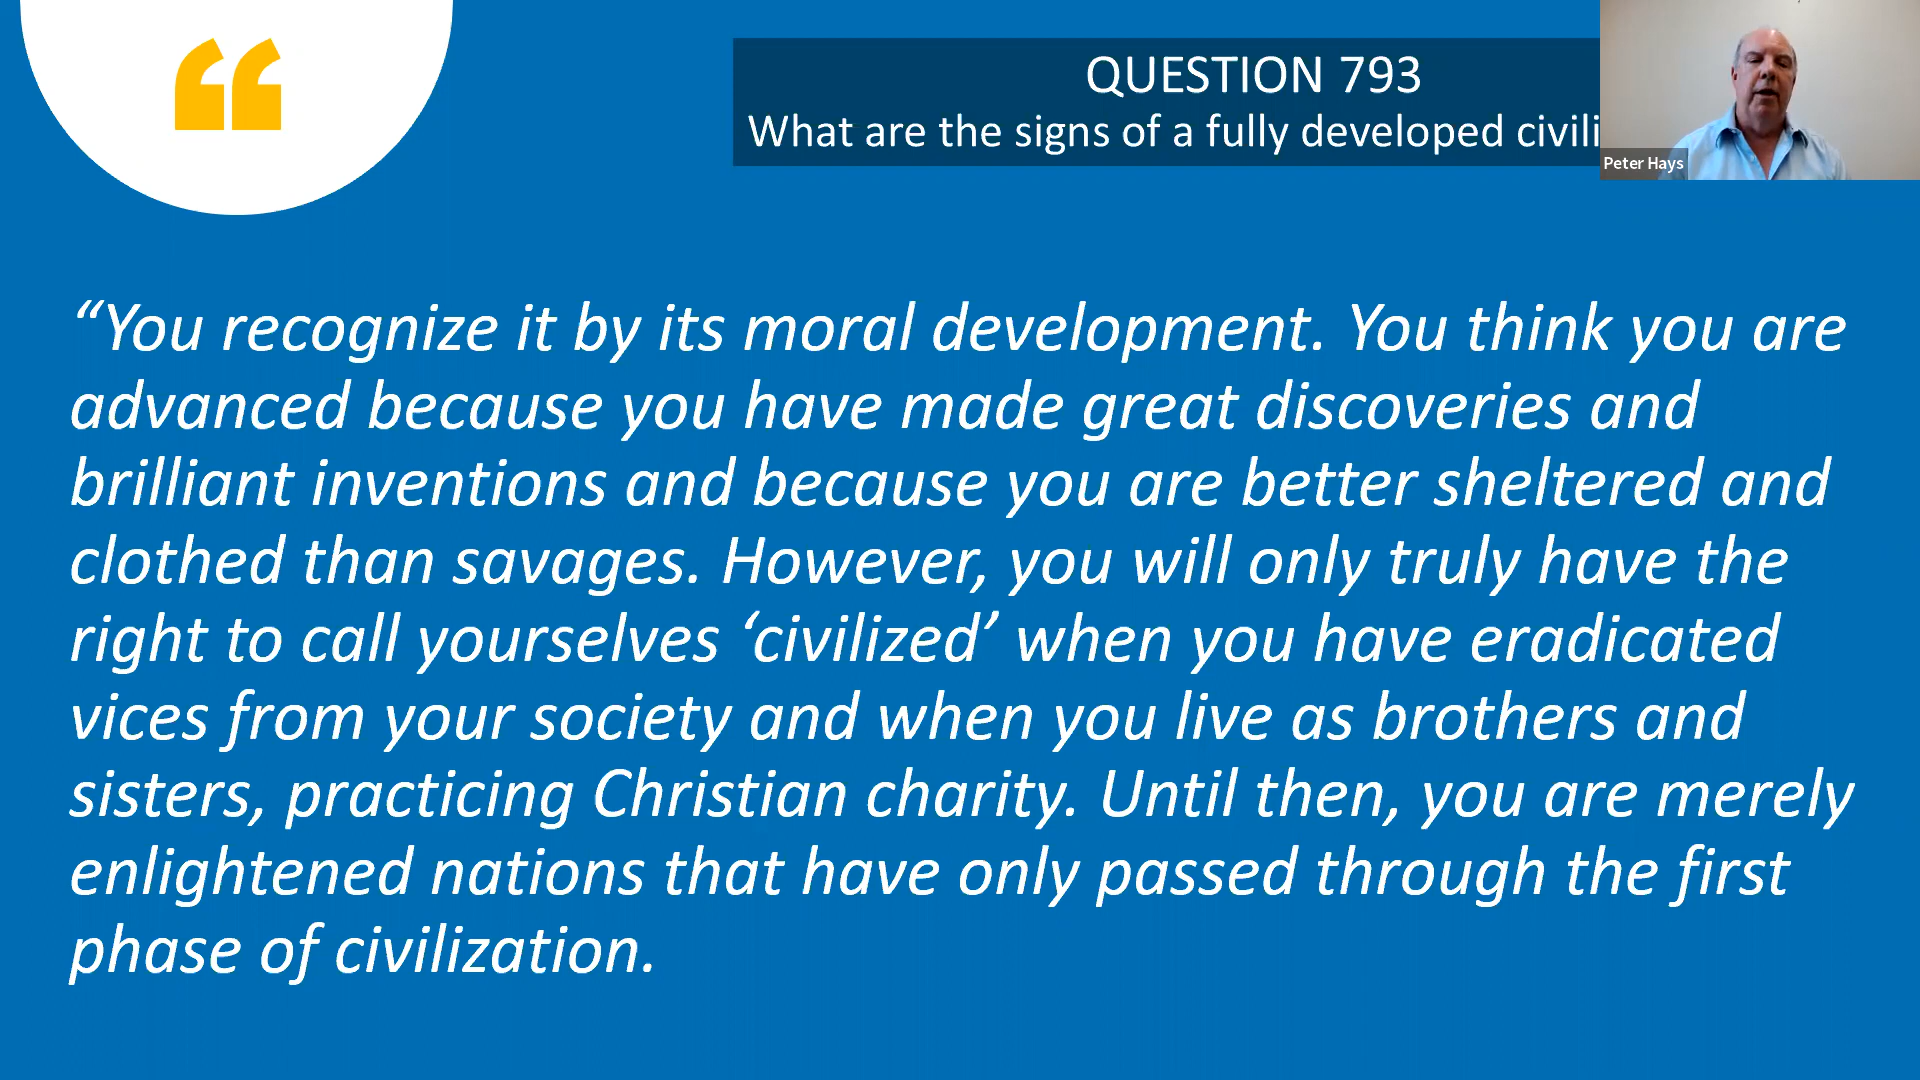 QUESTION 793
What are the signs of a fully developed civili
Peter Hays
“You recognize it by its moral development. You think you are
advanced because you have made great discoveries and
brilliant inventions and because you are better sheltered and
clothed than savages. However, you will only truly have the
right to call yourselves ‘civilized’ when you have eradicated
vices from your society and when you live as brothers and
sisters, practicing Christian charity. Until then, you are merely
enlightened nations that have only passed through the first
phase of civilization.